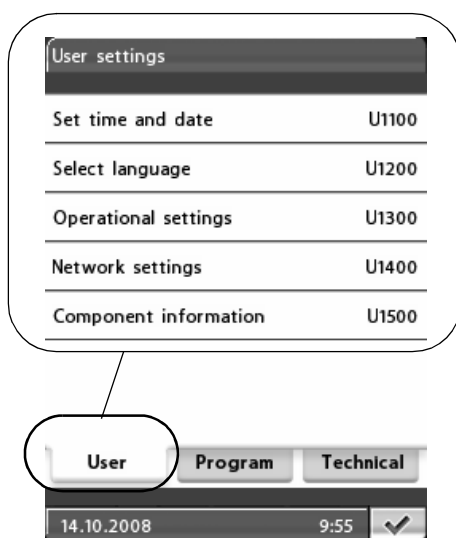 User settings
Set time and date U1100
Select language U1200
Operational settings U1300
Network settings U1400
Component information U1500
User Program Technical
14.10.2008 9:55